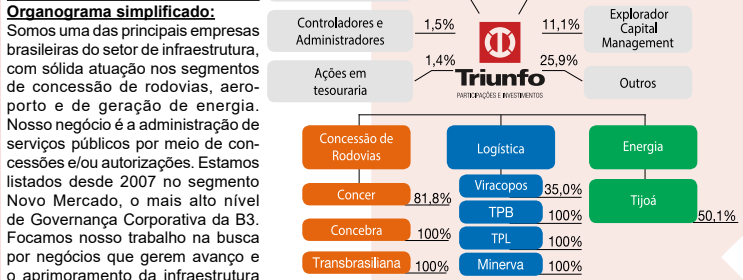 Organograma simplificado:
Somos uma das principais empresas
brasileiras do setor de infraestrutura,
com sólida atuação nos segmentos
de concessão de rodovias, aero-
porto e de geração de energia.
Nosso negócio é a administração de
serviços públicos por meio de con-
cessões e/ou autorizações. Estamos
listados desde 2007 no segmento
Novo Mercado, o mais alto nível
de Governança Corporativa da B3.
Focamos nosso trabalho na busca
por negócios que gerem avanço e
o aprimoramento da infraestrutura
Controladores e
Administradores
1,5%
11,1%
Explorador
Capital
Management
Ações em
tesouraria
1,4%
Triunfo
PARTICIPAÇÕES E INVESTIMENTOS
25,9%
Outros
Concessão de
Rodovias
Logística
Energia
Concer
81,8%
Viracopos
35,0%
Tijoá
50,1%
Concebra
100%
TPB
100%
TPL
100%
Transbrasiliana
100%
Minerva
100%